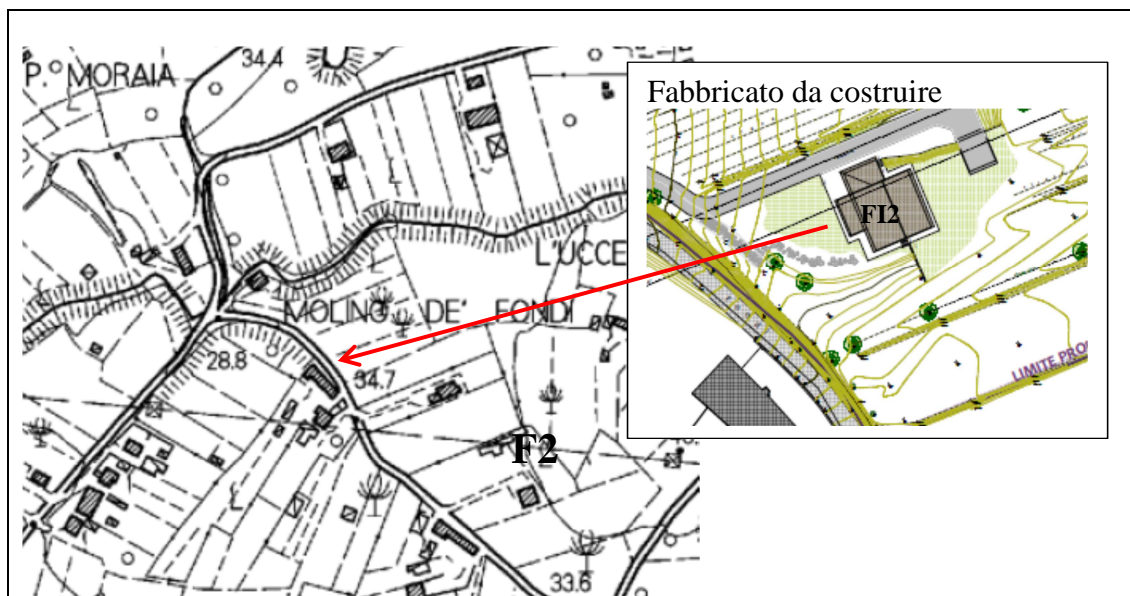 34.4
P.° MORAIA
Fabbricato da costruire
FI2
L'UCCE
MOLINO DE' FONDI
28.8
34.7
LIMITE PRO
F2
33.6